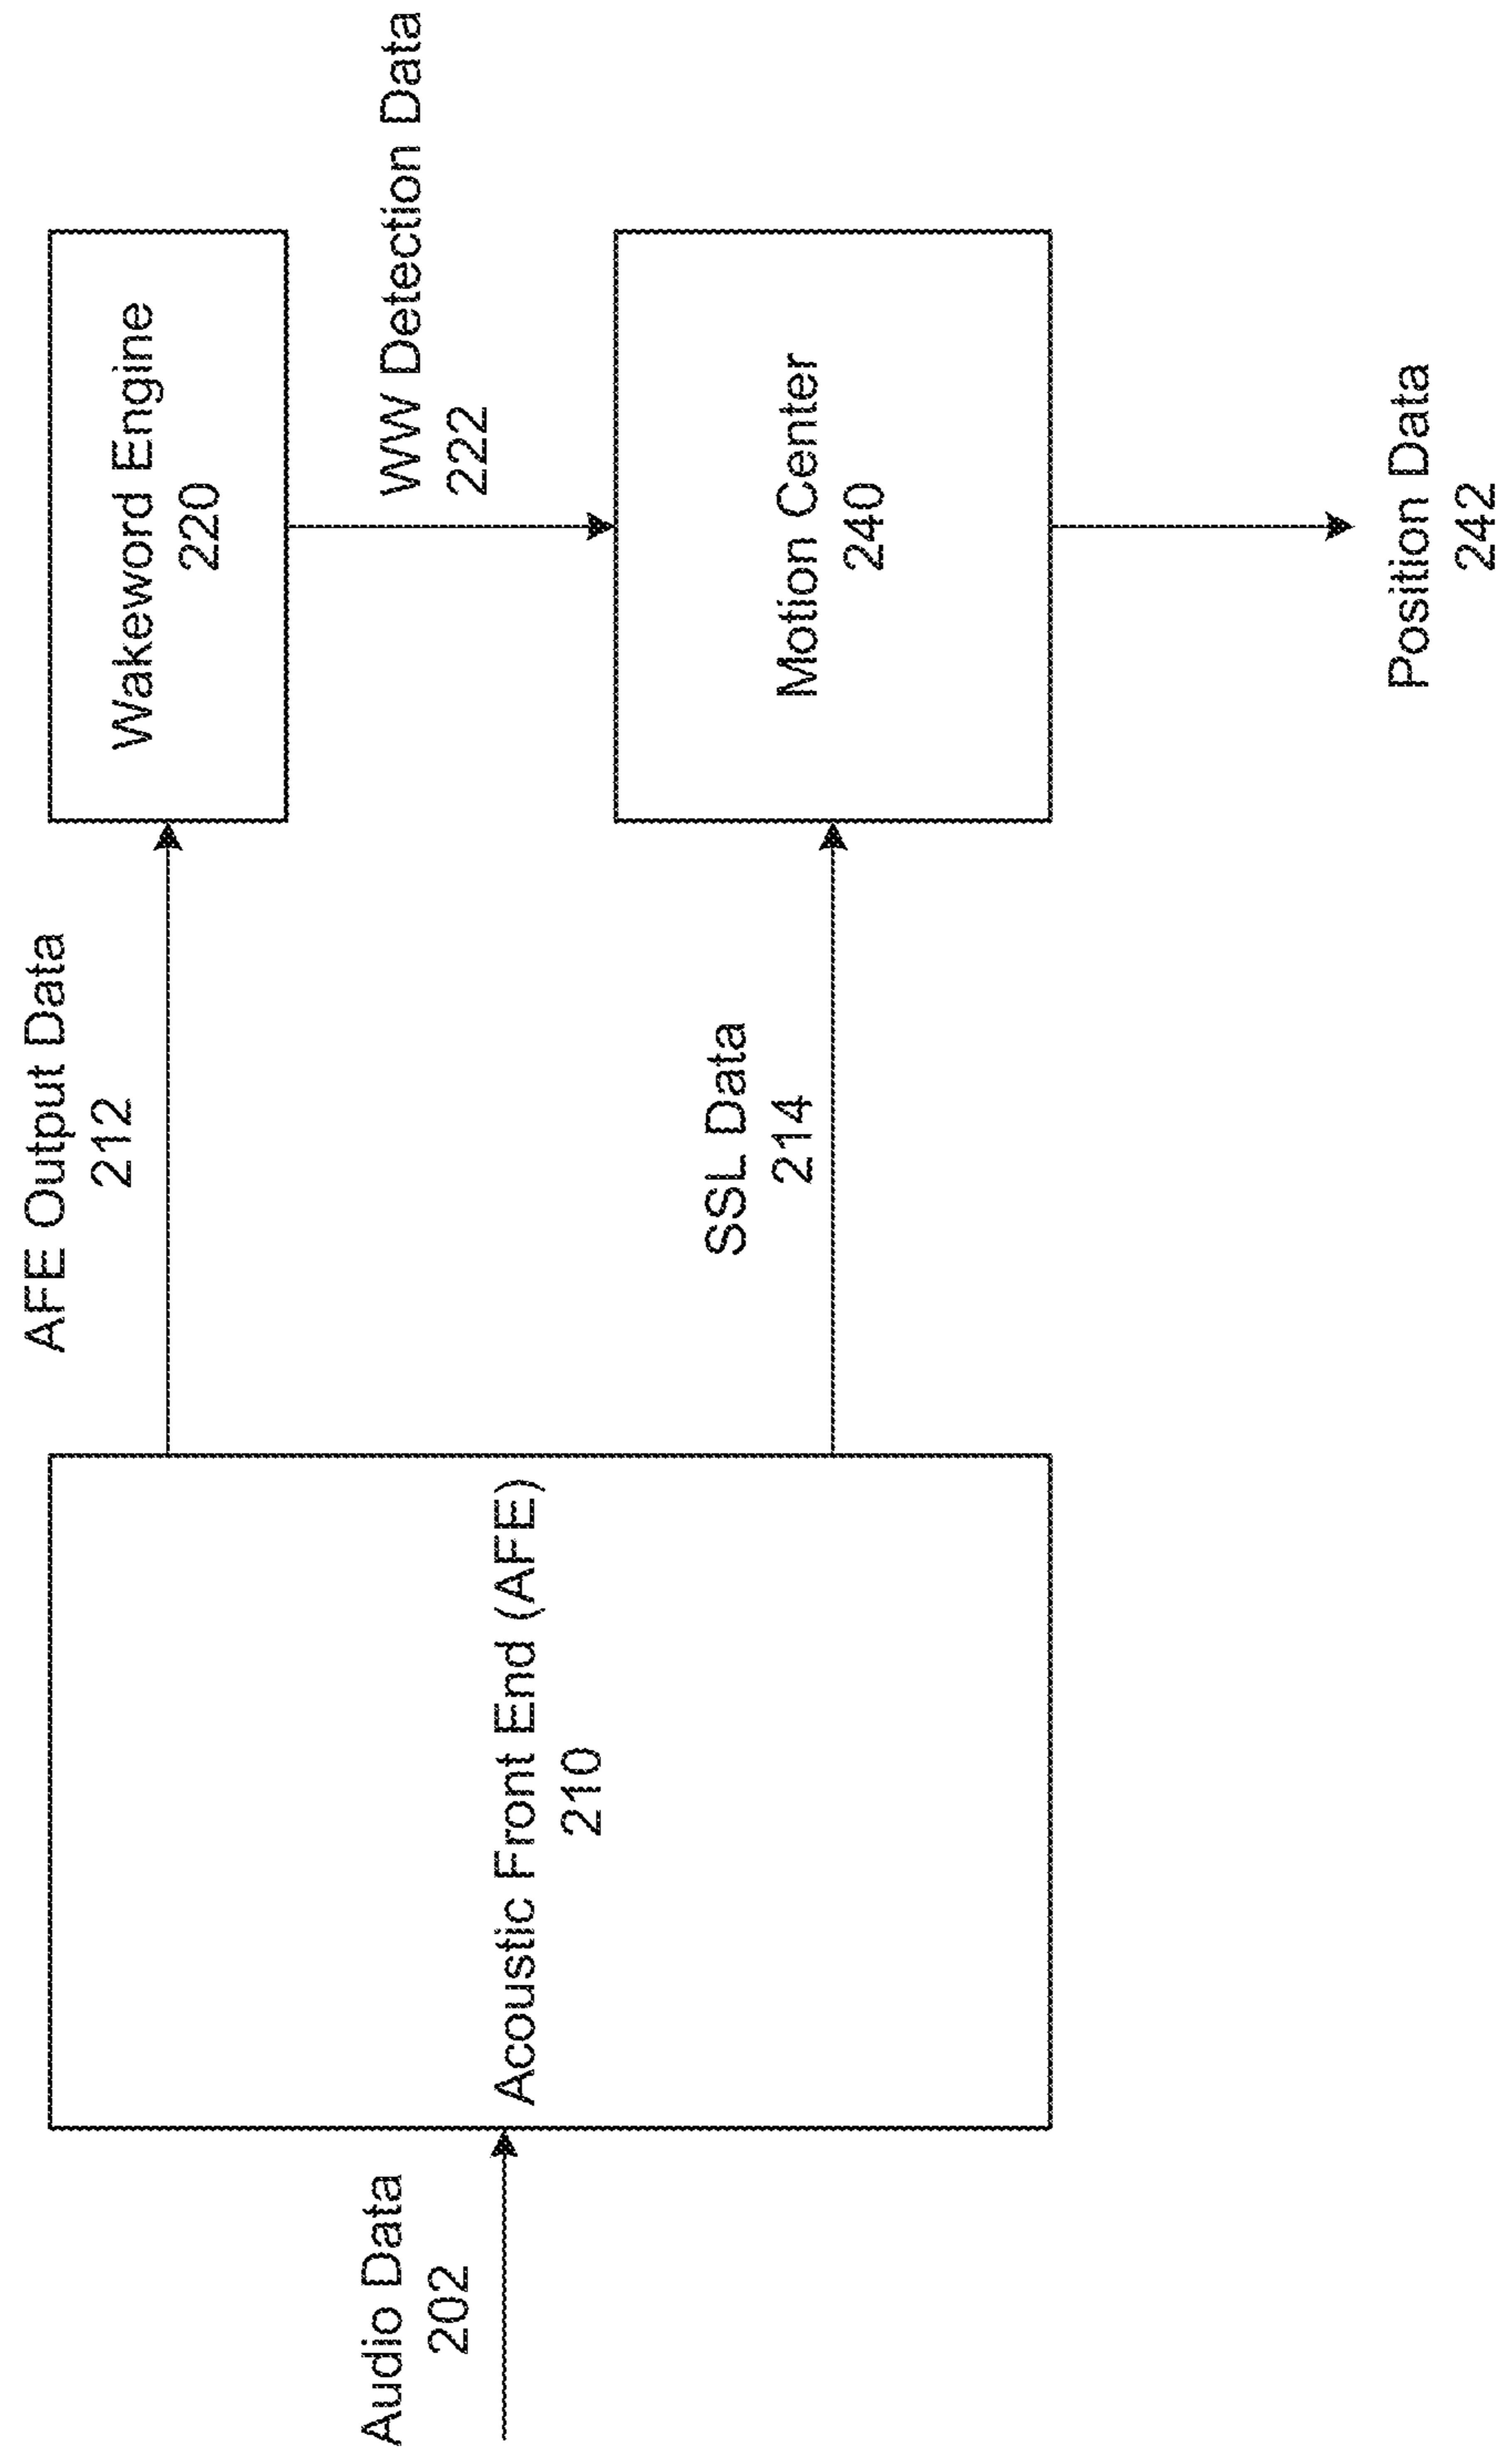 Audio Data
202
Acoustic Front End (AFE)
210
AFE Output Data
212
SSL Data
214
Wakeword Engine
220
WW Detection Data
222
Motion Center
240
Position Data
242